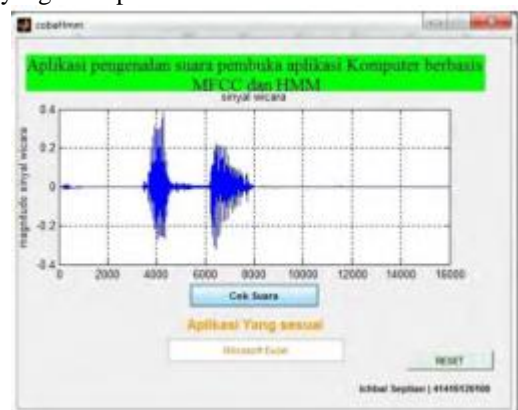 cobaHmm
Aplikasi pengenalan suara pembuka aplikasi Komputer berbasis
MFCC dan HMM
sinyal wicara
magnitudo sinyal wicara
0.4
0.2
0
-0.2
-0.4
0 2000 4000 6000 8000 10000 12000 14000 16000
Cek Suara
Aplikasi Yang sesuai
Microsoft Excel
RESET
Ichbal Septian |